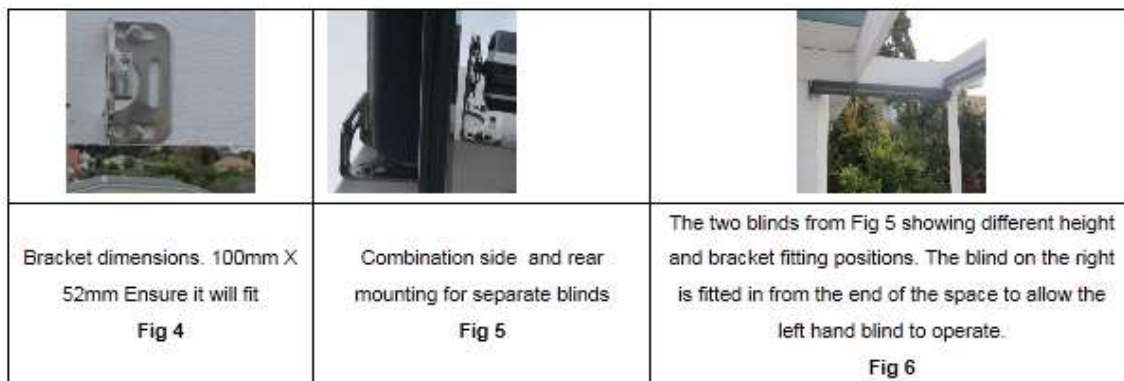 Bracket dimensions. 100mm X
52mm Ensure it will fit
Fig 4
Combination side and rear
mounting for separate blinds
Fig 5
The two blinds from Fig 5 showing different height
and bracket fitting positions. The blind on the right
is fitted in from the end of the space to allow the
left hand blind to operate.
Fig 6